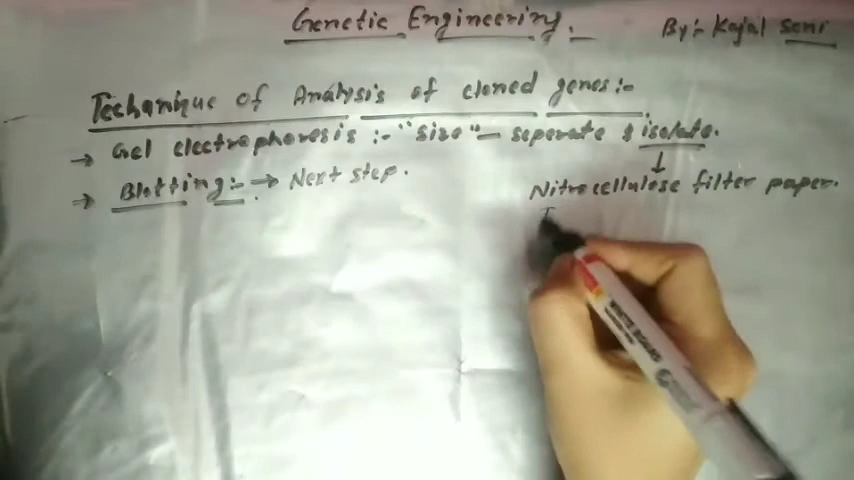 Genetic Engineering.
By:- Kajal Soni
Techanique of Analysis of cloned genes:-
→ Gel electrophoresis :- "size" — seperate & isolate.
↓
→ Blotting:- → Next step.
Nitrocellulose filter paper.